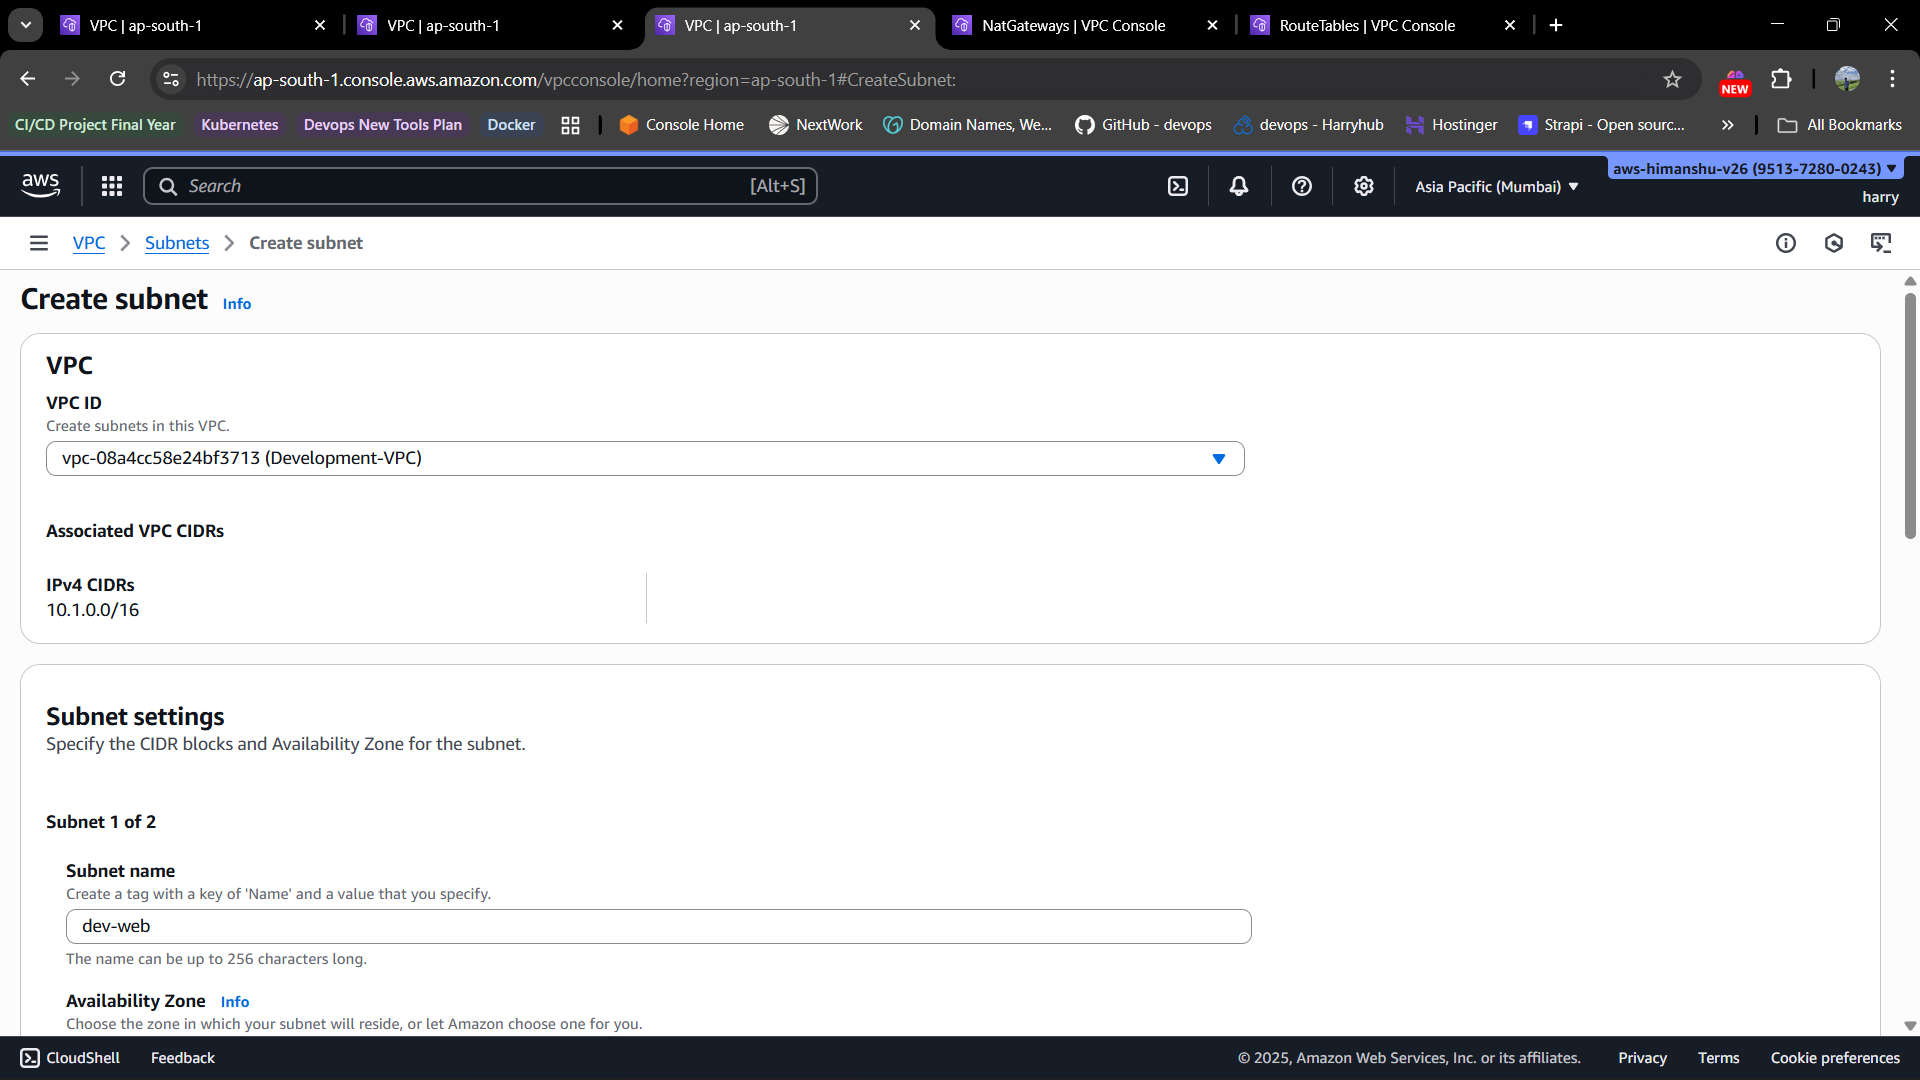 VPC | ap-south-1
VPC | ap-south-1
VPC | ap-south-1
NatGateways | VPC Console
RouteTables | VPC Console
https://ap-south-1.console.aws.amazon.com/vpcconsole/home?region=ap-south-1#CreateSubnet:
NEW
CI/CD Project Final Year
Kubernetes
Devops New Tools Plan
Docker
Console Home
NextWork
Domain Names, We...
GitHub - devops
devops - Harryhub
Hostinger
Strapi - Open sourc...
All Bookmarks
aws
Search
[Alt+S]
Asia Pacific (Mumbai)
aws-himanshu-v26 (9513-7280-0243)
harry
VPC
Subnets
Create subnet
Create subnet Info
VPC
VPC ID
Create subnets in this VPC.
vpc-08a4cc58e24bf3713 (Development-VPC)
Associated VPC CIDRs
IPv4 CIDRs
10.1.0.0/16
Subnet settings
Specify the CIDR blocks and Availability Zone for the subnet.
Subnet 1 of 2
Subnet name
Create a tag with a key of 'Name' and a value that you specify.
dev-web
The name can be up to 256 characters long.
Availability Zone Info
Choose the zone in which your subnet will reside, or let Amazon choose one for you.
CloudShell
Feedback
© 2025, Amazon Web Services, Inc. or its affiliates.
Privacy
Terms
Cookie preferences